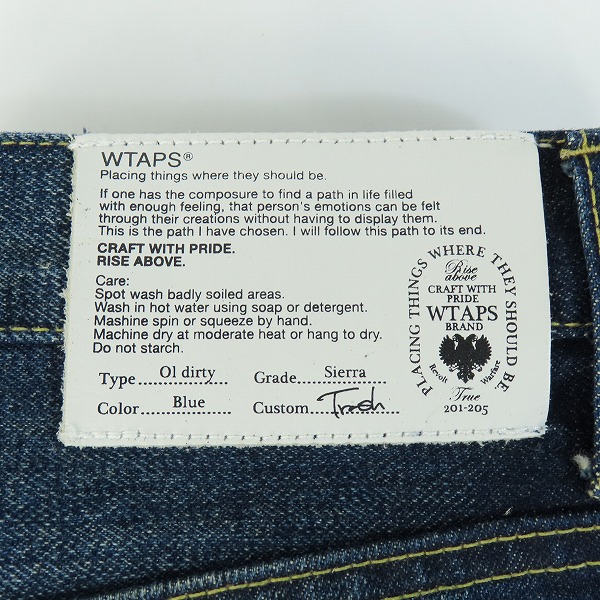 WTAPS®
Placing things where they should be.
If one has the composure to find a path in life filled
with enough feeling, that person's emotions can be felt
through their creations without having to display them.
This is the path I have chosen. I will follow this path to its end.
CRAFT WITH PRIDE.
RISE ABOVE.
Care:
Spot wash badly soiled areas.
Wash in hot water using soap or detergent.
Mashine spin or squeeze by hand.
Machine dry at moderate heat or hang to dry.
Do not starch.
Type Ol dirty Grade. Sierra
Color. Blue Custom Trash
PLACING THINGS WHERE THEY SHOULD BE.
Rise
above
CRAFT WITH
PRIDE
WTAPS
BRAND
Revolt Warfare
True
201-205